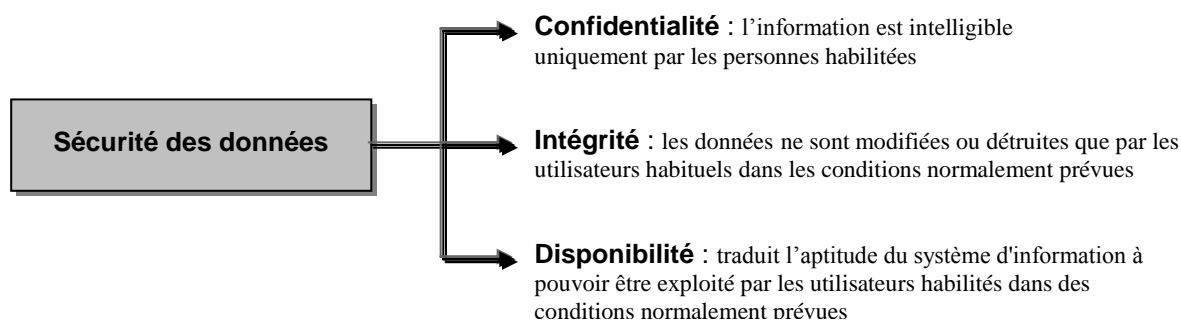 Confidentialité : l’information est intelligible
uniquement par les personnes habilitées
Sécurité des données
Intégrité : les données ne sont modifiées ou détruites que par les
utilisateurs habituels dans les conditions normalement prévues
Disponibilité : traduit l’aptitude du système d'information à
pouvoir être exploité par les utilisateurs habilités dans des
conditions normalement prévues